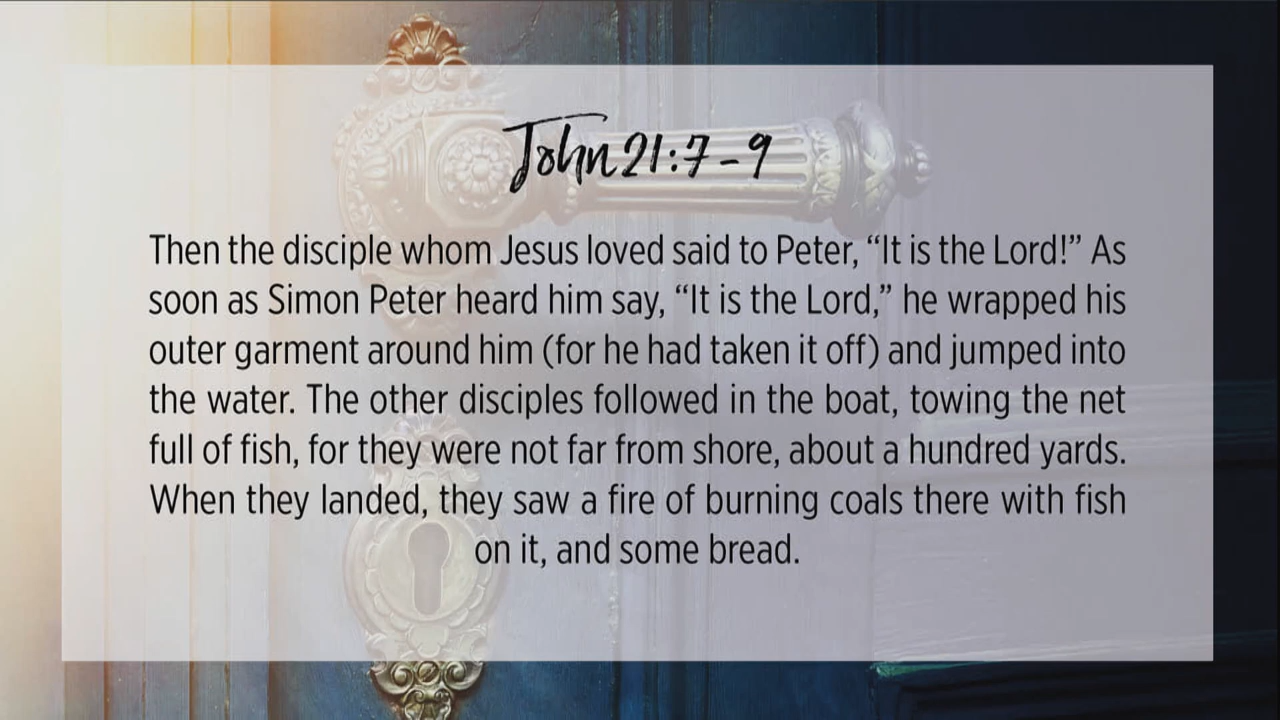 John 21:7-9
Then the disciple whom Jesus loved said to Peter, “It is the Lord!” As
soon as Simon Peter heard him say, “It is the Lord,” he wrapped his
outer garment around him (for he had taken it off) and jumped into
the water. The other disciples followed in the boat, towing the net
full of fish, for they were not far from shore, about a hundred yards.
When they landed, they saw a fire of burning coals there with fish
on it, and some bread.